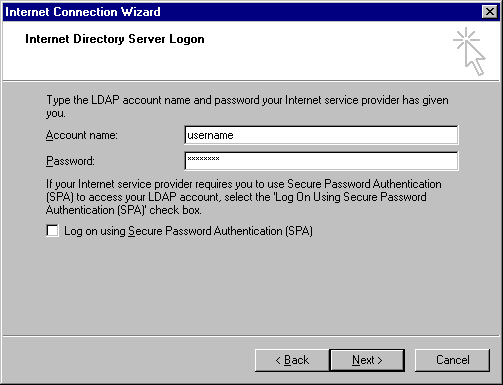 Internet Connection Wizard
Internet Directory Server Logon
Type the LDAP account name and password your Internet service provider has given
you.
Account name:
username
Password:
××××××××
If your Internet service provider requires you to use Secure Password Authentication
(SPA) to access your LDAP account, select the 'Log On Using Secure Password
Authentication (SPA)' check box.
Log on using Secure Password Authentication (SPA)
< Back
Next >
Cancel